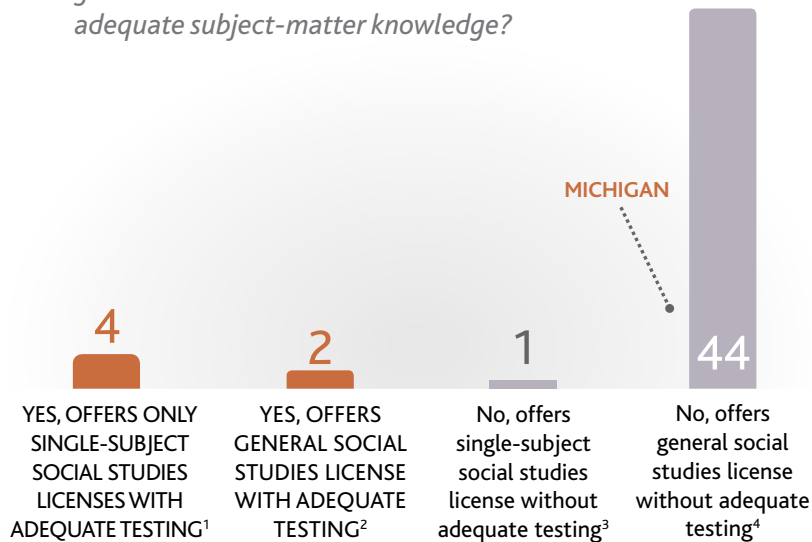 adequate subject-matter knowledge?
MICHIGAN
4
2
1
44
YES, OFFERS ONLY
SINGLE-SUBJECT
SOCIAL STUDIES
LICENSES WITH
ADEQUATE TESTING¹
YES, OFFERS
GENERAL SOCIAL
STUDIES LICENSE
WITH ADEQUATE
TESTING²
No, offers
single-subject
social studies
license without
adequate testing³
No, offers
general social
studies license
without adequate
testing⁴